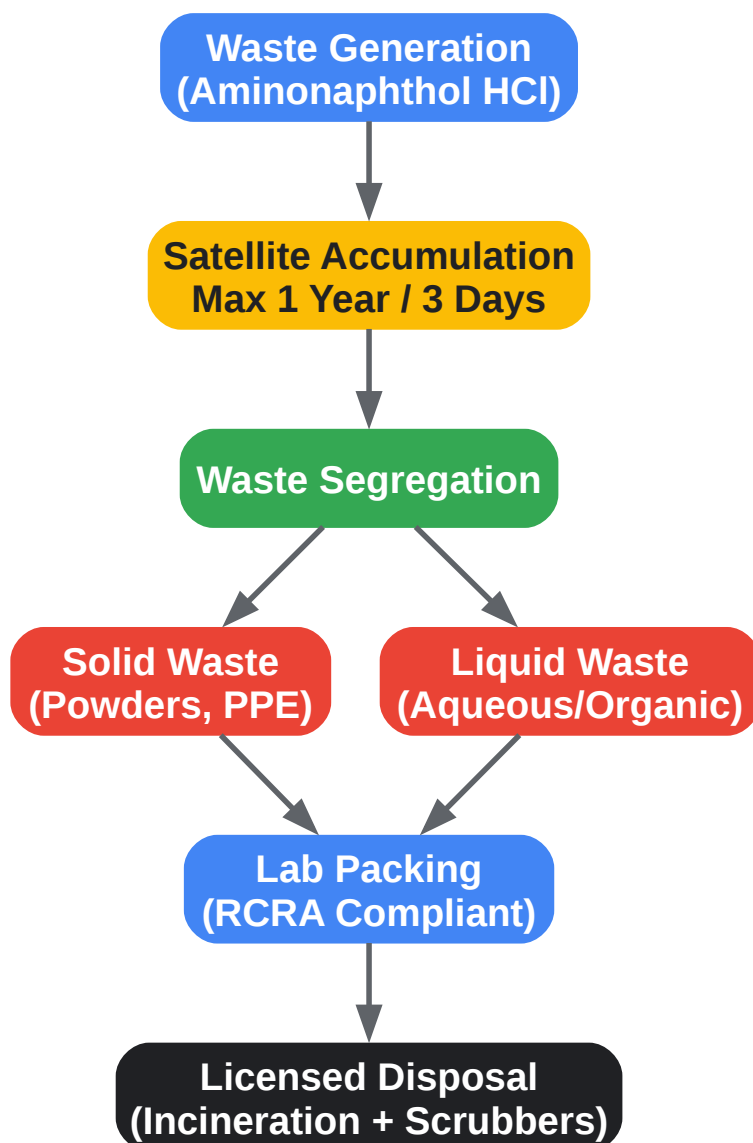 Waste Generation
(Aminonaphthol HCl)
Satellite Accumulation
Max 1 Year / 3 Days
Waste Segregation
Solid Waste
(Powders, PPE)
Liquid Waste
(Aqueous/Organic)
Lab Packing
(RCRA Compliant)
Licensed Disposal
(Incineration + Scrubbers)